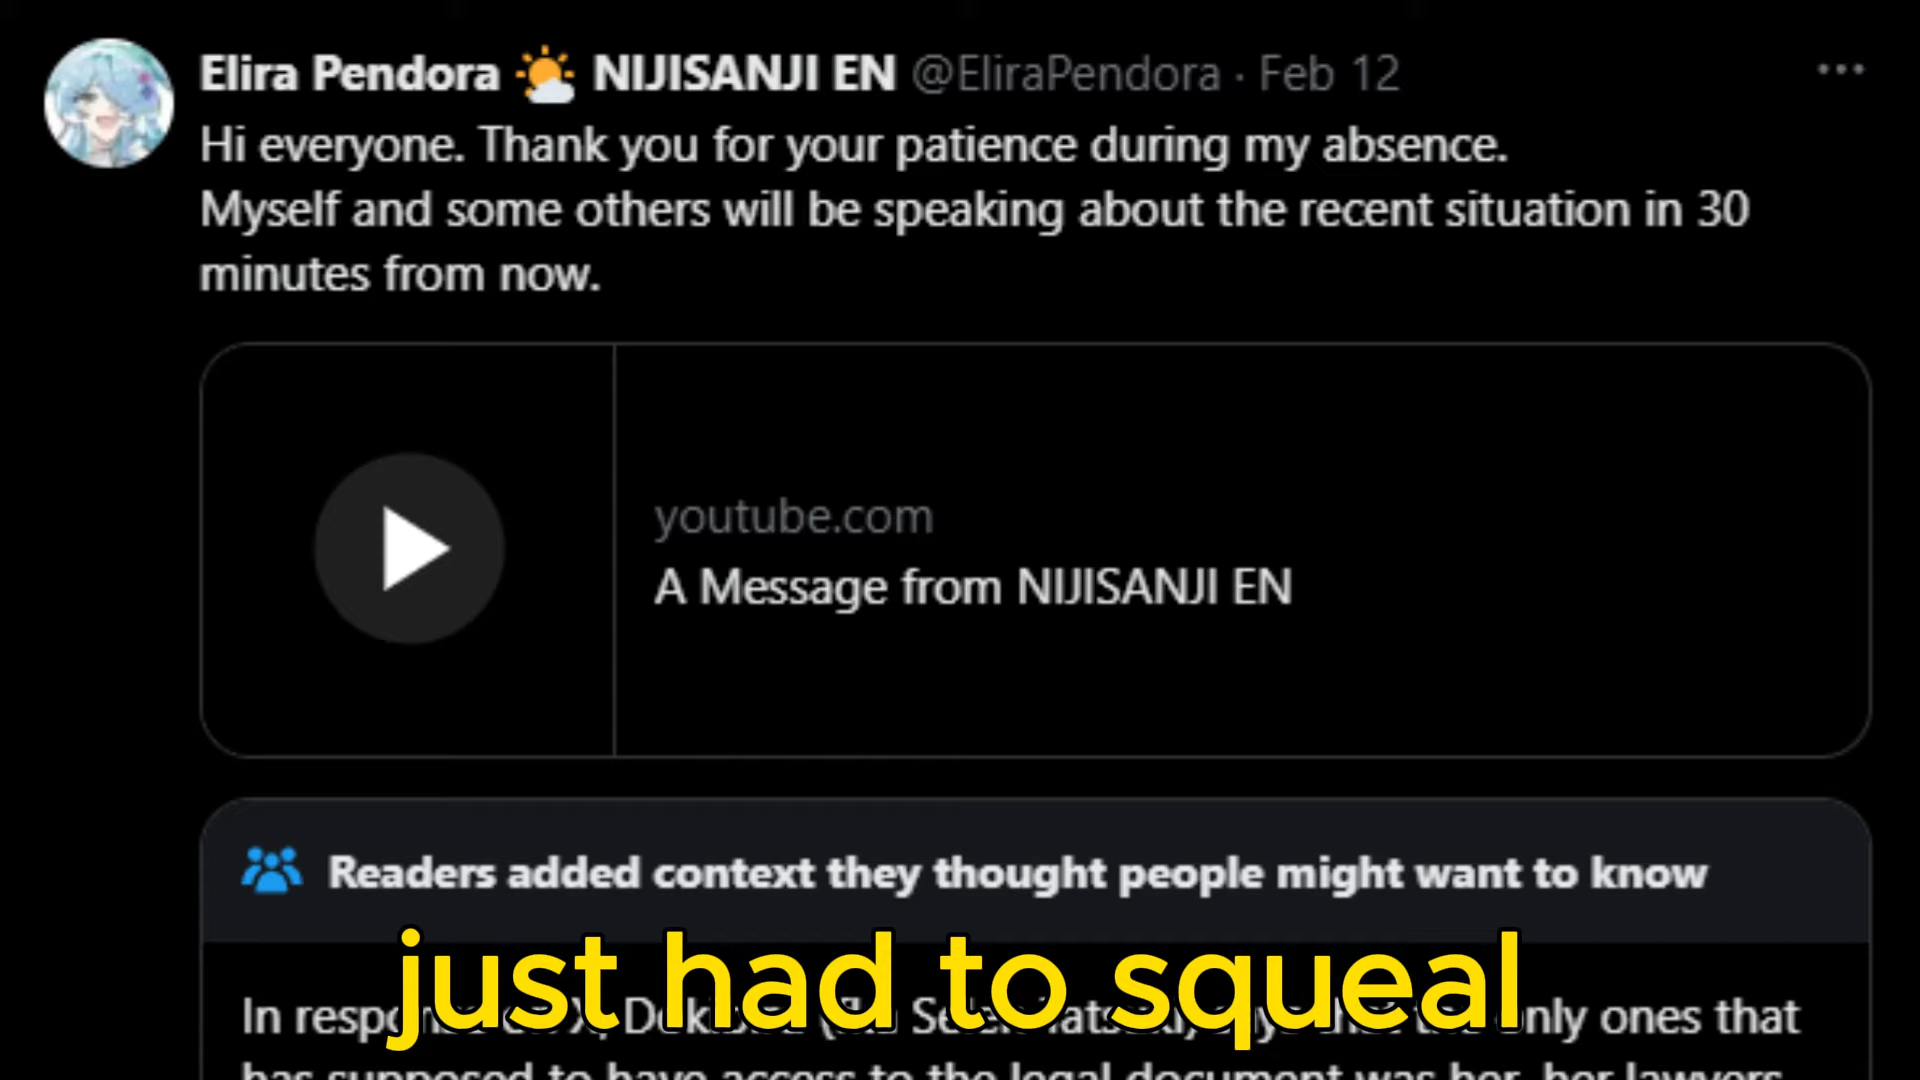 Elira Pendora NIJISANJI EN @EliraPendora · Feb 12
Hi everyone. Thank you for your patience during my absence.
Myself and some others will be speaking about the recent situation in 30
minutes from now.
youtube.com
A Message from NIJISANJI EN
Readers added context they thought people might want to know
just had to squeal
In only ones that